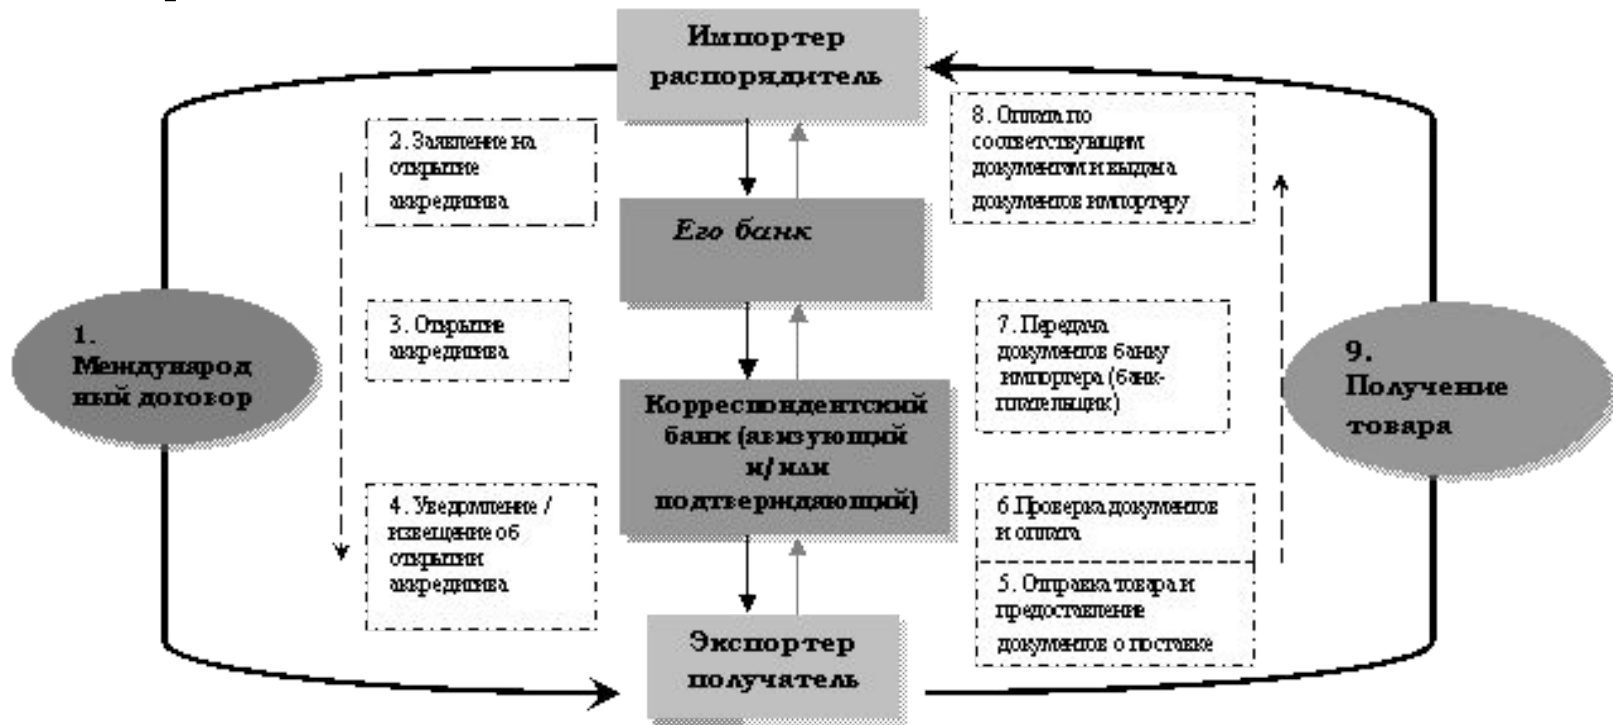 Импортер
распорядитель
2. Заявление на
открытие
аккредитива
8. Оплата по
соответствующим
документам и выдача
документов импортеру
Его банк
1.
Международ
ный договор
3. Открытие
аккредитива
7. Передача
документов банку
импортера (банк-
плательщик)
9.
Получение
товара
Корреспондентский
банк (авизующий
и/ или
подтверждающий)
4. Уведомление /
извещение об
открытии
аккредитива
6.Проверка документов
и оплата
5. Отправка товара и
предоставление
документов о поставке
Экспортер
получатель